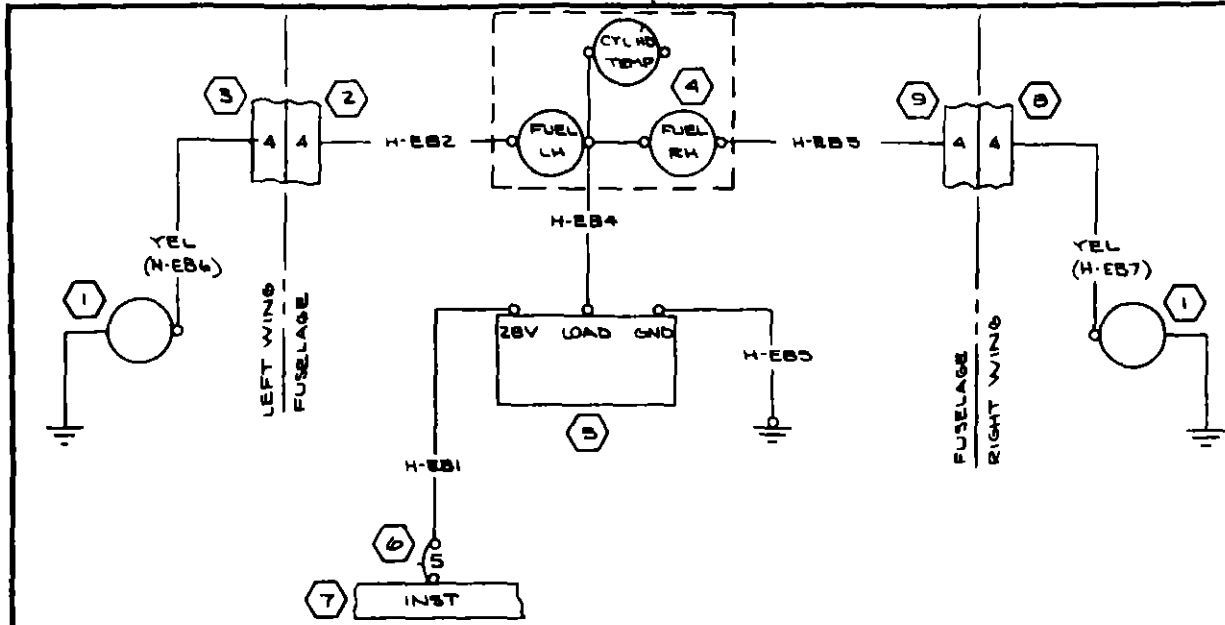 CYL HD
TEMP
3
2
4
9
8
4
4
H-EB2
FUEL
LH
FUEL
RH
H-EB3
4
4
H-EB4
YEL
(H-EB6)
YEL
(H-EB7)
1
1
LEFT WING
FUSELAGE
28V
LOAD
GND
H-EB5
FUSELAGE
RIGHT WING
5
H-EB1
6
5
7
INST